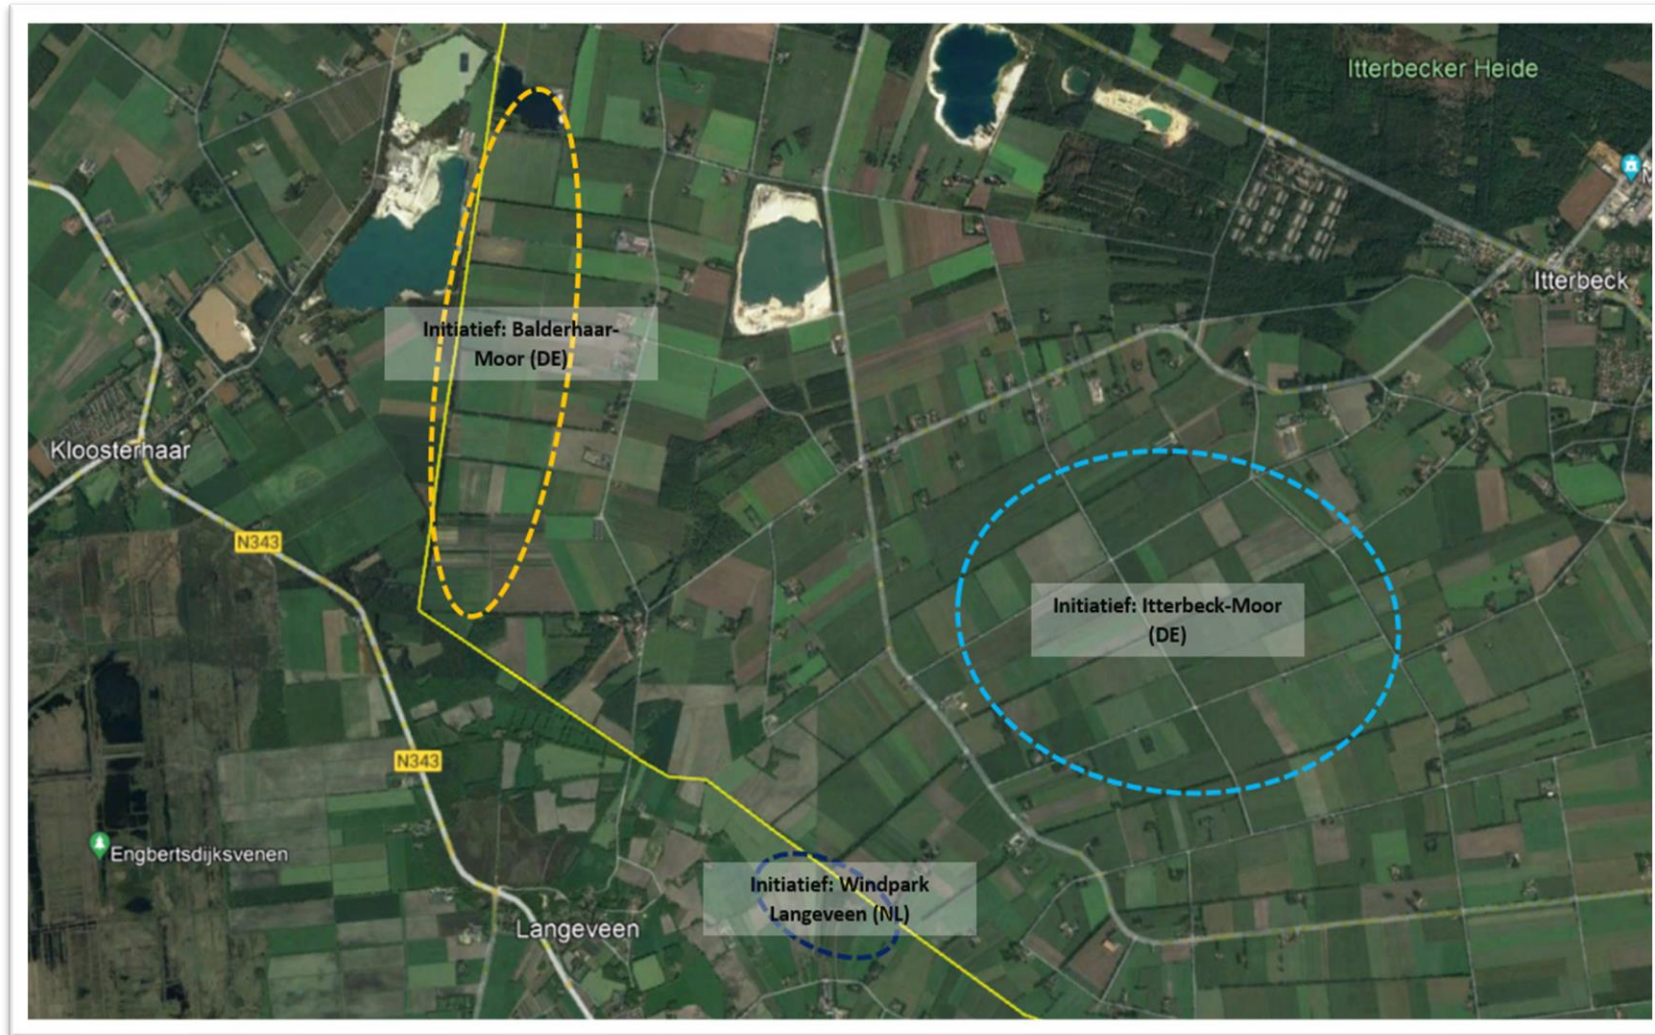 Itterbecker Heide
Itterbeck
Initiatief: Balderhaar-
Moor (DE)
Kloosterhaar
N343
Initiatief: Itterbeck-Moor
(DE)
N343
Engbertsdijksvenen
Initiatief: Windpark
Langeveen (NL)
Langeveen